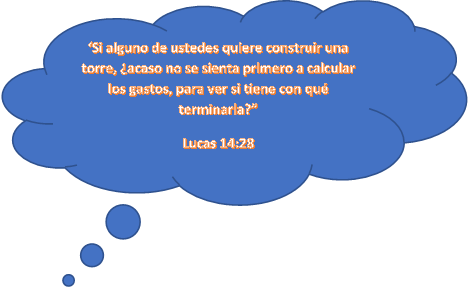 “Si alguno de ustedes quiere construir una
torre, ¿acaso no se sienta primero a calcular
los gastos, para ver si tiene con qué
terminarla?”
Lucas 14:28